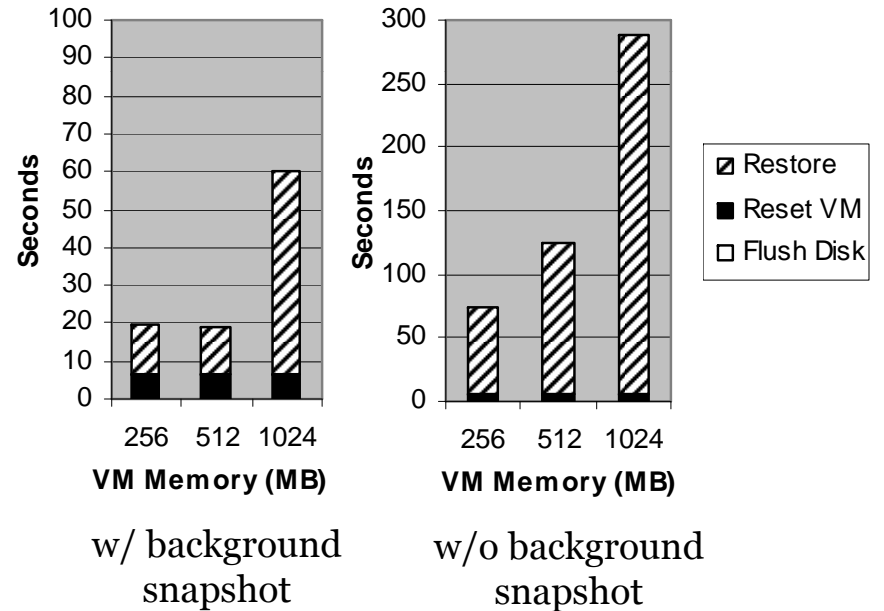 100
90
80
70
60
50
40
30
20
10
0
Seconds
256 512 1024
VM Memory (MB)
w/ background
snapshot
300
250
200
150
100
50
0
Seconds
256 512 1024
VM Memory (MB)
w/o background
snapshot
Restore
Reset VM
Flush Disk